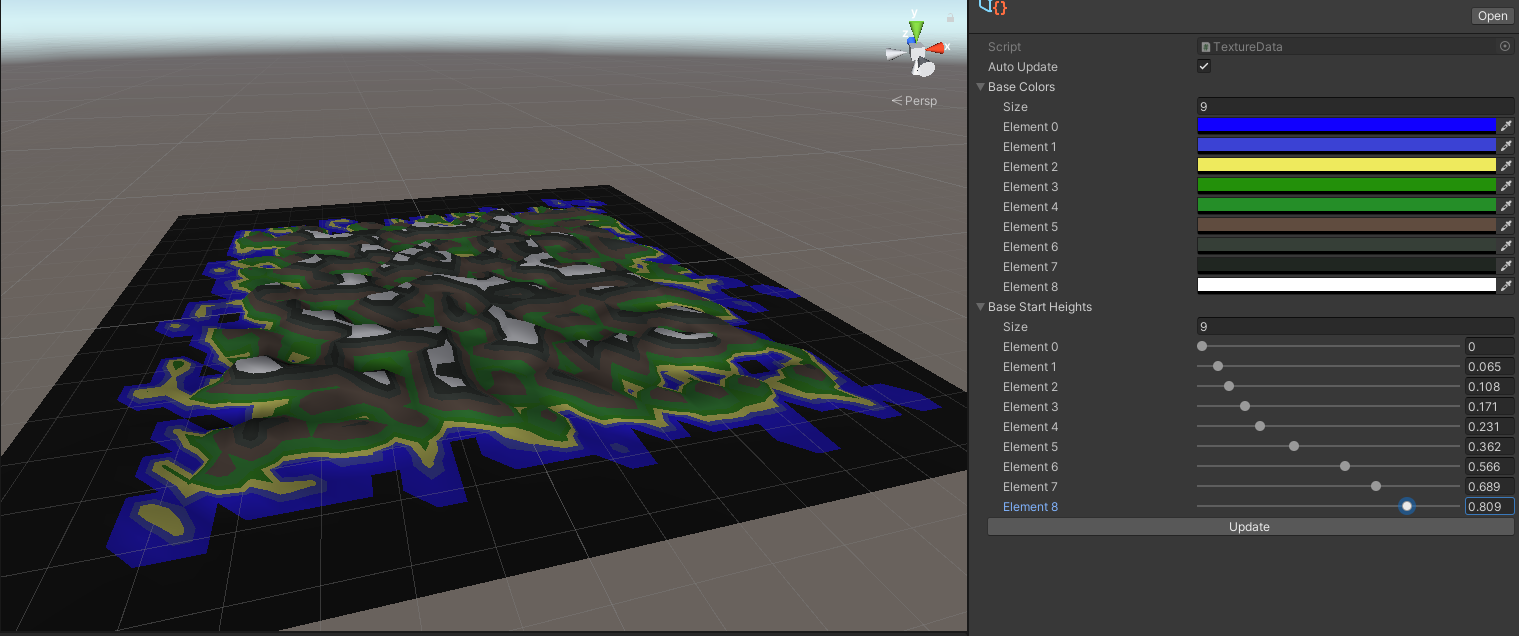 y
z
x
Persp
Open
Script TextureData
Auto Update
Base Colors
Size 9
Element 0
Element 1
Element 2
Element 3
Element 4
Element 5
Element 6
Element 7
Element 8
Base Start Heights
Size 9
Element 0 0
Element 1 0.065
Element 2 0.108
Element 3 0.171
Element 4 0.231
Element 5 0.362
Element 6 0.566
Element 7 0.689
Element 8 0.809
Update